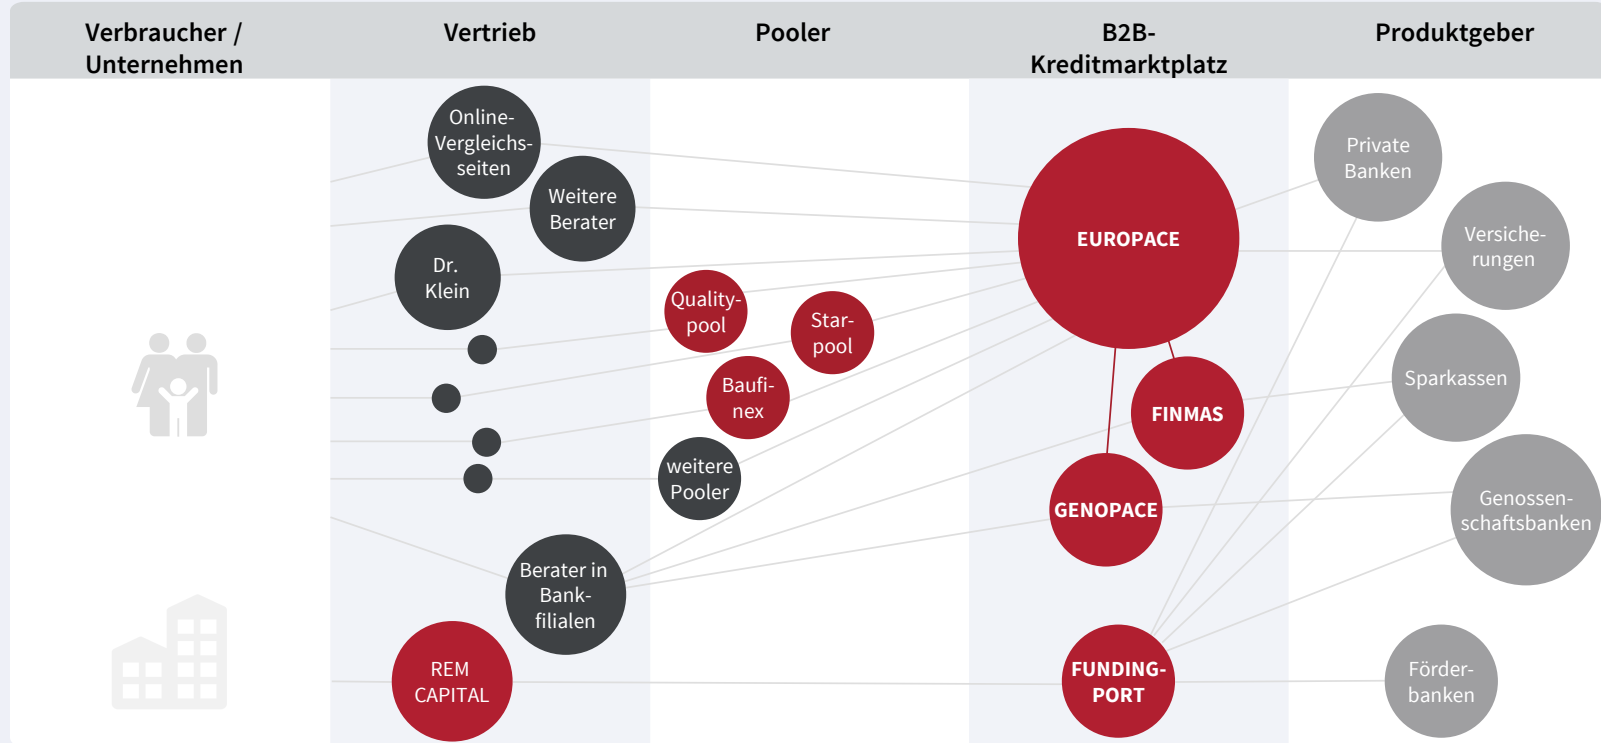 Verbraucher /
Unternehmen
Vertrieb
Pooler
B2B-
Kreditmarktplatz
Produktgeber
Online-
Vergleichs-
seiten
Weitere
Berater
Dr.
Klein
Berater in
Bank-
filialen
REM
CAPITAL
Quality-
pool
Star-
pool
Baufi-
nex
weitere
Pooler
EUROPACE
FINMAS
GENOPACE
FUNDING-
PORT
Private
Banken
Versiche-
rungen
Sparkassen
Genossen-
schaftsbanken
Förder-
banken